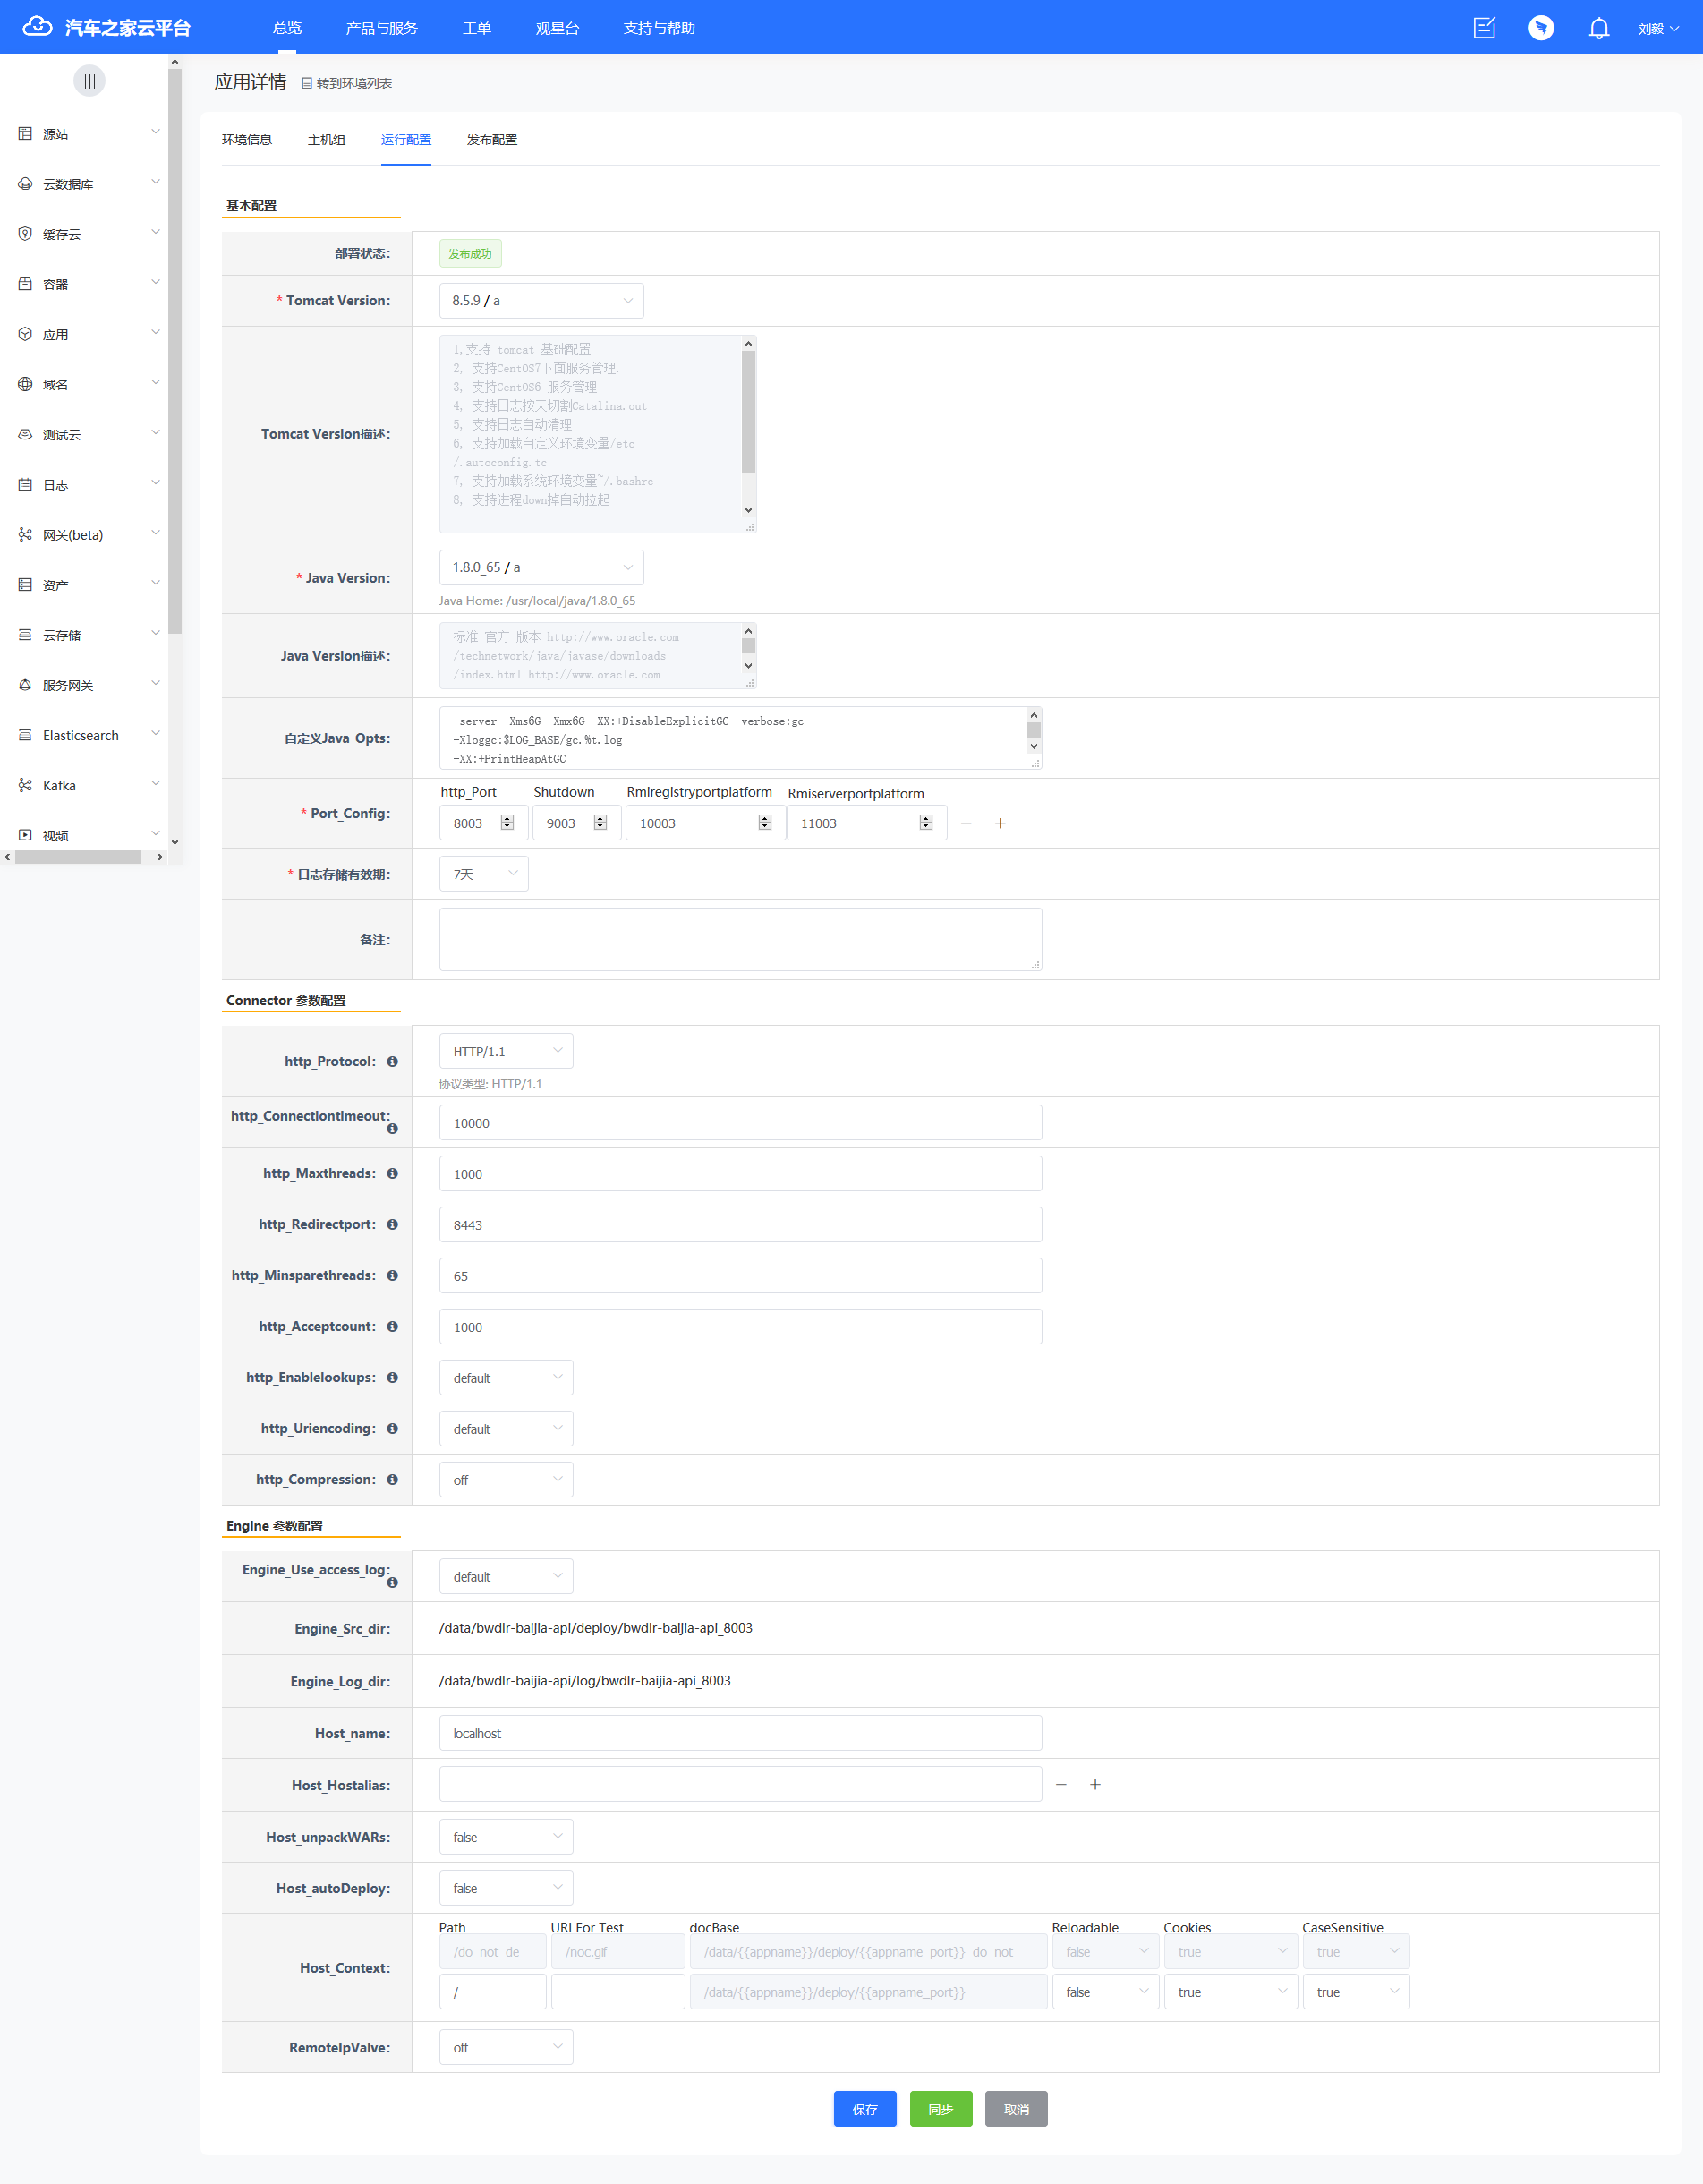 汽车之家云平台
总览 产品与服务 工单 观星台 支持与帮助 刘毅
应用详情 转到环境列表
源站
云数据库
缓存云
容器
应用
域名
测试云
日志
网关(beta)
资产
云存储
服务网关
Elasticsearch
Kafka
视频
环境信息 主机组 运行配置 发布配置
基本配置
部署状态: 发布成功
* Tomcat Version: 8.5.9 / a
Tomcat Version描述:
1,支持 tomcat 基础配置
2, 支持CentOS7下面服务管理.
3, 支持CentOS6 服务管理
4, 支持日志按天切割Catalina.out
5, 支持日志自动清理
6, 支持加载自定义环境变量/etc
/.autoconfig.tc
7, 支持加载系统环境变量~/.bashrc
8, 支持进程down掉自动拉起
* Java Version: 1.8.0_65 / a
Java Home: /usr/local/java/1.8.0_65
Java Version描述:
标准 官方 版本 http://www.oracle.com
/technetwork/java/javase/downloads
/index.html http://www.oracle.com
自定义Java_Opts:
-server -Xms6G -Xmx6G -XX:+DisableExplicitGC -verbose:gc
-Xloggc:$LOG_BASE/gc.%t.log
-XX:+PrintHeapAtGC
http_Port Shutdown Rmiregistryportplatform Rmiserverportplatform
* Port_Config: 8003 9003 10003 11003
* 日志存储有效期: 7天
备注:
Connector 参数配置
http_Protocol: HTTP/1.1
协议类型: HTTP/1.1
http_Connectiontimeout: 10000
http_Maxthreads: 1000
http_Redirectport: 8443
http_Minsparethreads: 65
http_Acceptcount: 1000
http_Enablelookups: default
http_Uriencoding: default
http_Compression: off
Engine 参数配置
Engine_Use_access_log: default
Engine_Src_dir: /data/bwdlr-baijia-api/deploy/bwdlr-baijia-api_8003
Engine_Log_dir: /data/bwdlr-baijia-api/log/bwdlr-baijia-api_8003
Host_name: localhost
Host_Hostalias:
Host_unpackWARs: false
Host_autoDeploy: false
Path URI For Test docBase Reloadable Cookies CaseSensitive
/do_not_de /noc.gif /data/{{appname}}/deploy/{{appname_port}}_do_not_ false true true
Host_Context:
/ /data/{{appname}}/deploy/{{appname_port}} false true true
RemoteIpValve: off
保存 同步 取消